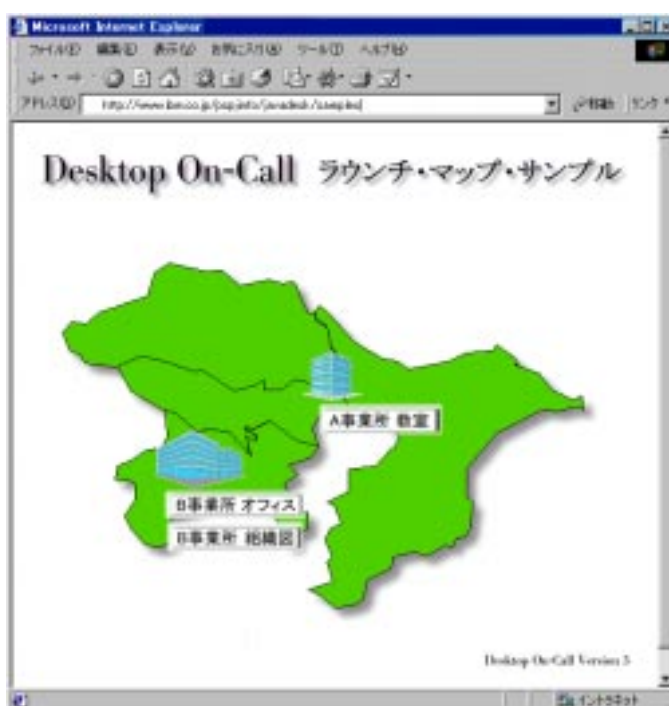 Microsoft Internet Explorer
ファイル(F) 編集(E) 表示(V) お気に入り(A) ツール(T) ヘルプ(H)
アドレス(D) 移動 リンク
Desktop On-Call ラウンチ・マップ・サンプル
A事業所 教室
B事業所 オフィス
B事業所 組織図
Desktop On-Call Version 3
イントラネット